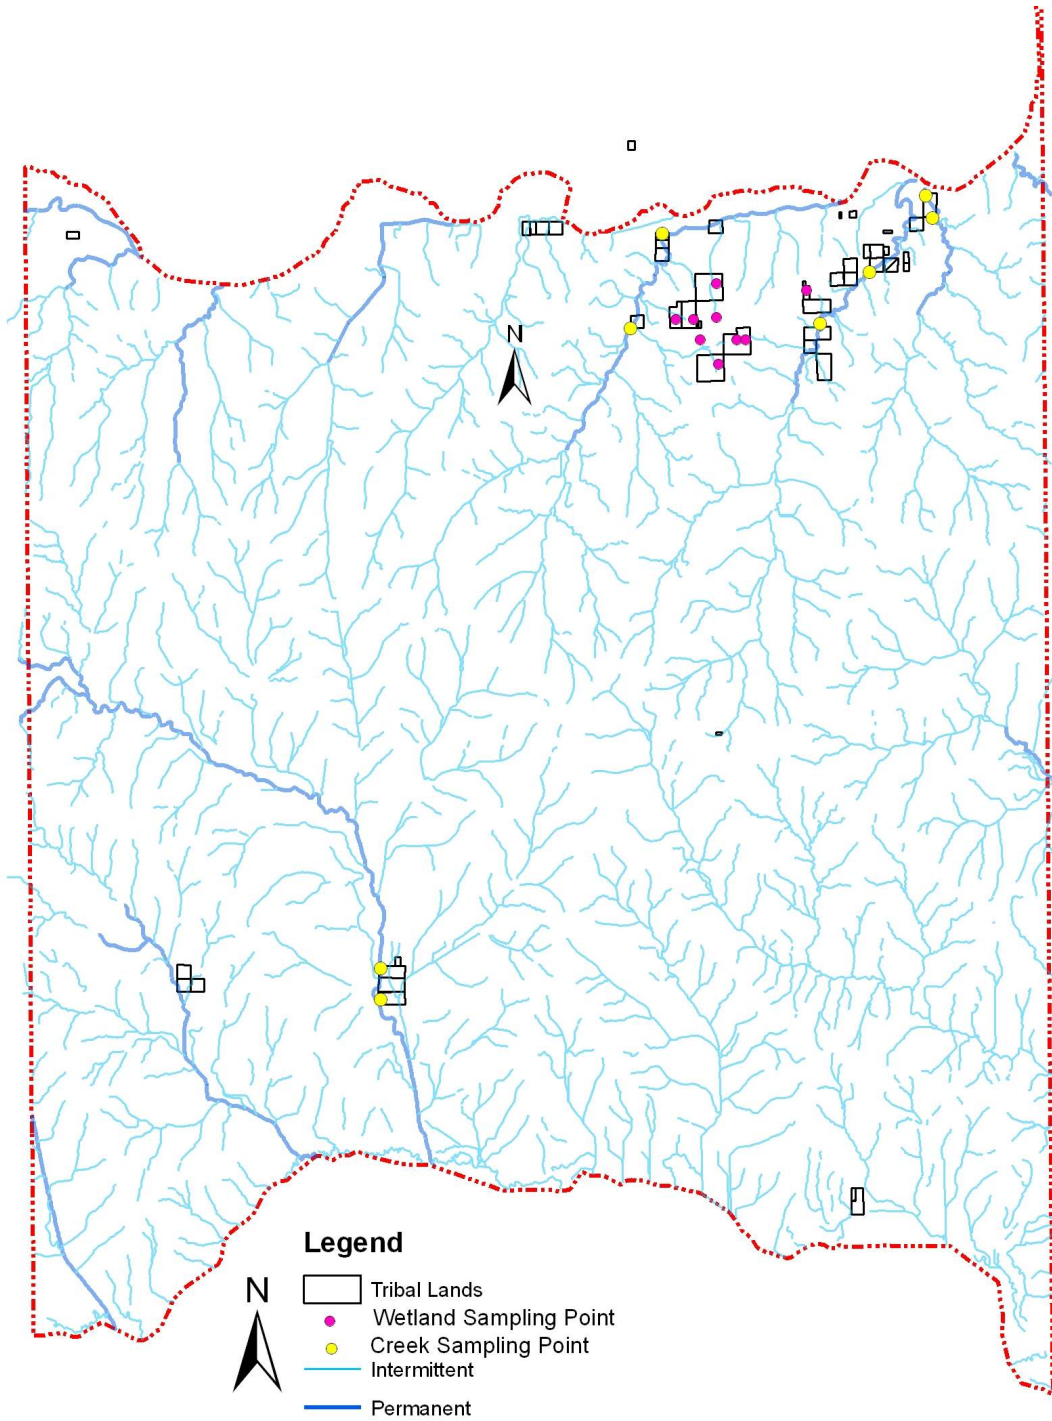 N
Legend
N
Tribal Lands
Wetland Sampling Point
Creek Sampling Point
Intermittent
Permanent